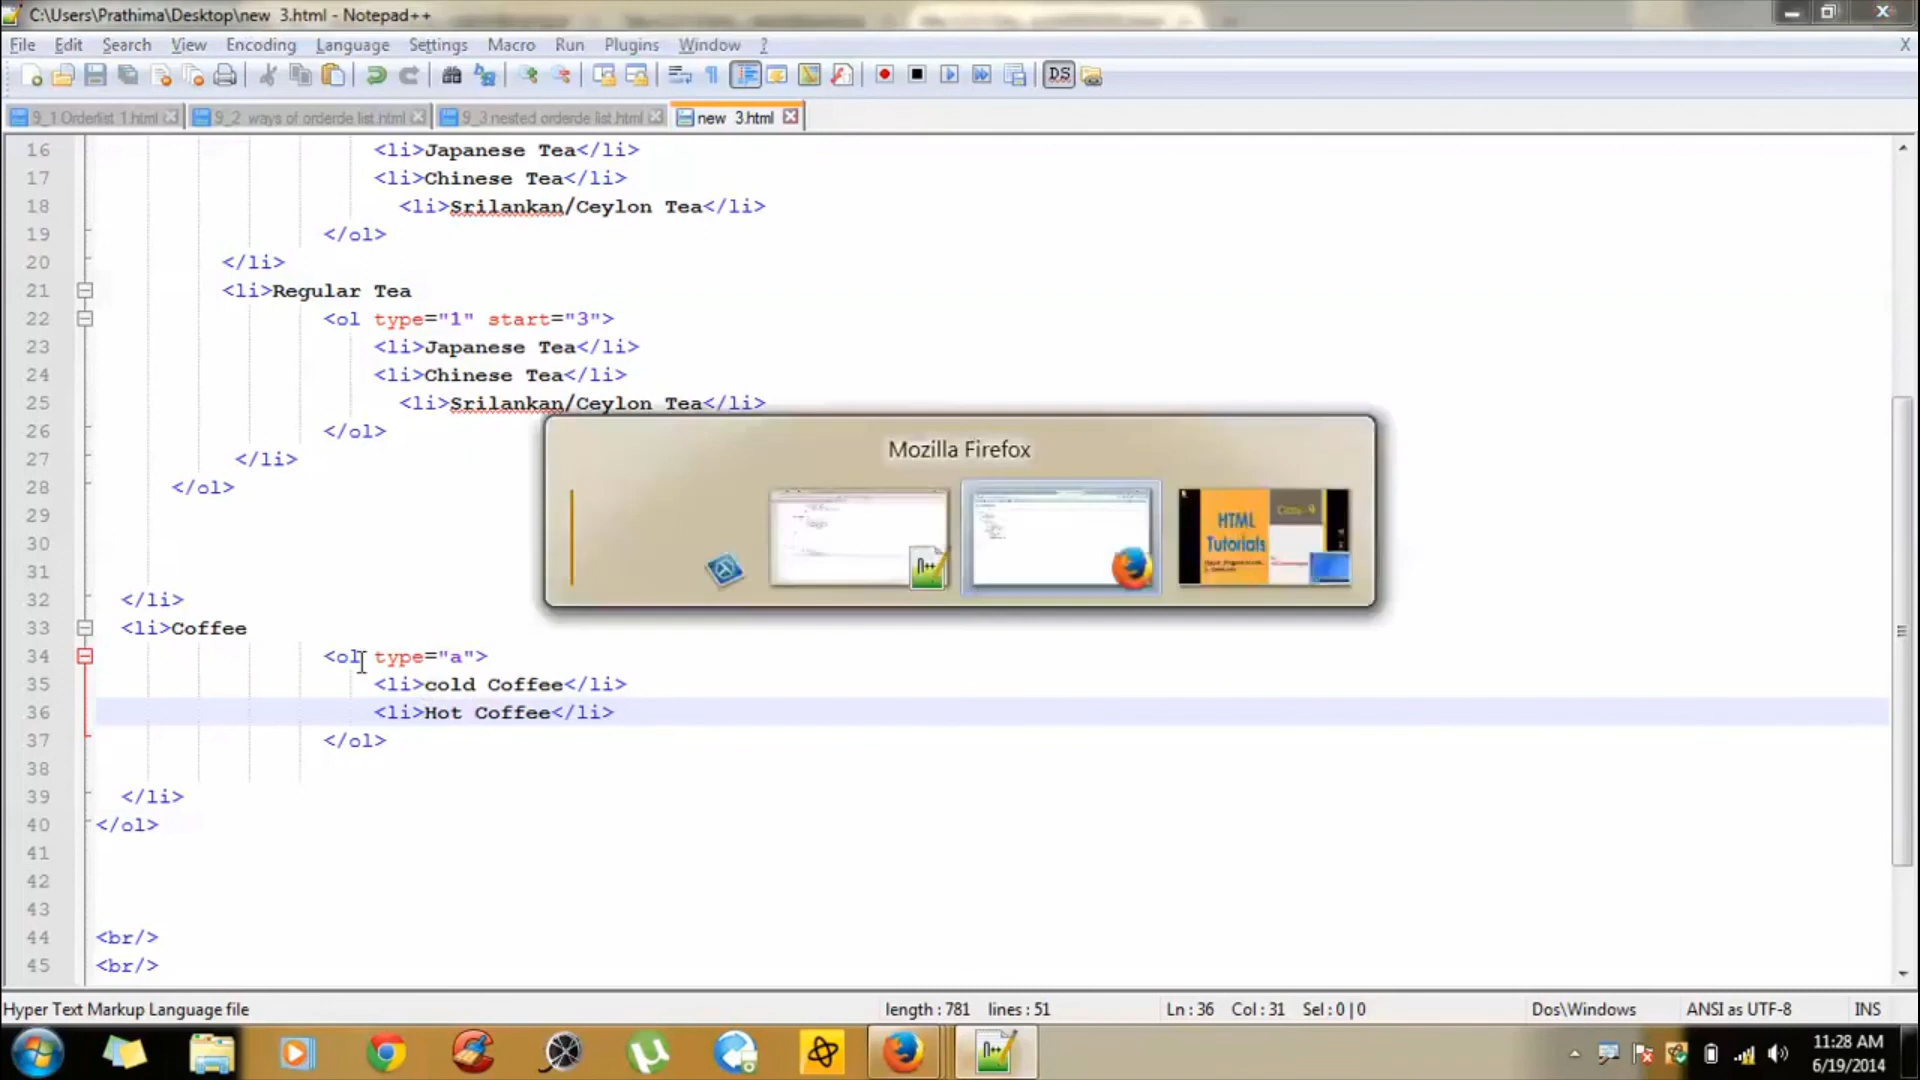 C:\Users\Prathima\Desktop\new 3.html - Notepad++
File Edit Search View Encoding Language Settings Macro Run Plugins Window ? X
9_1 Orderlist 1.html 9_2 ways of orderde list.html 9_3 nested orderde list.html new 3.html
16 <li>Japanese Tea</li>
17 <li>Chinese Tea</li>
18 <li>Srilankan/Ceylon Tea</li>
19 </ol>
20 </li>
21 <li>Regular Tea
22 <ol type="1" start="3">
23 <li>Japanese Tea</li>
24 <li>Chinese Tea</li>
25 <li>Srilankan/Ceylon Tea</li>
26 </ol>
27 </li>
28 </ol>
29
30
31
32 </li>
33 <li>Coffee
34 <ol type="a">
35 <li>cold Coffee</li>
36 <li>Hot Coffee</li>
37 </ol>
38
39 </li>
40 </ol>
41
42
43
44 <br/>
45 <br/>
Mozilla Firefox
HTML
Tutorials
Hyper Text Markup Language file length : 781 lines : 51 Ln : 36 Col : 31 Sel : 0 | 0 Dos\Windows ANSI as UTF-8 INS
11:28 AM
6/19/2014